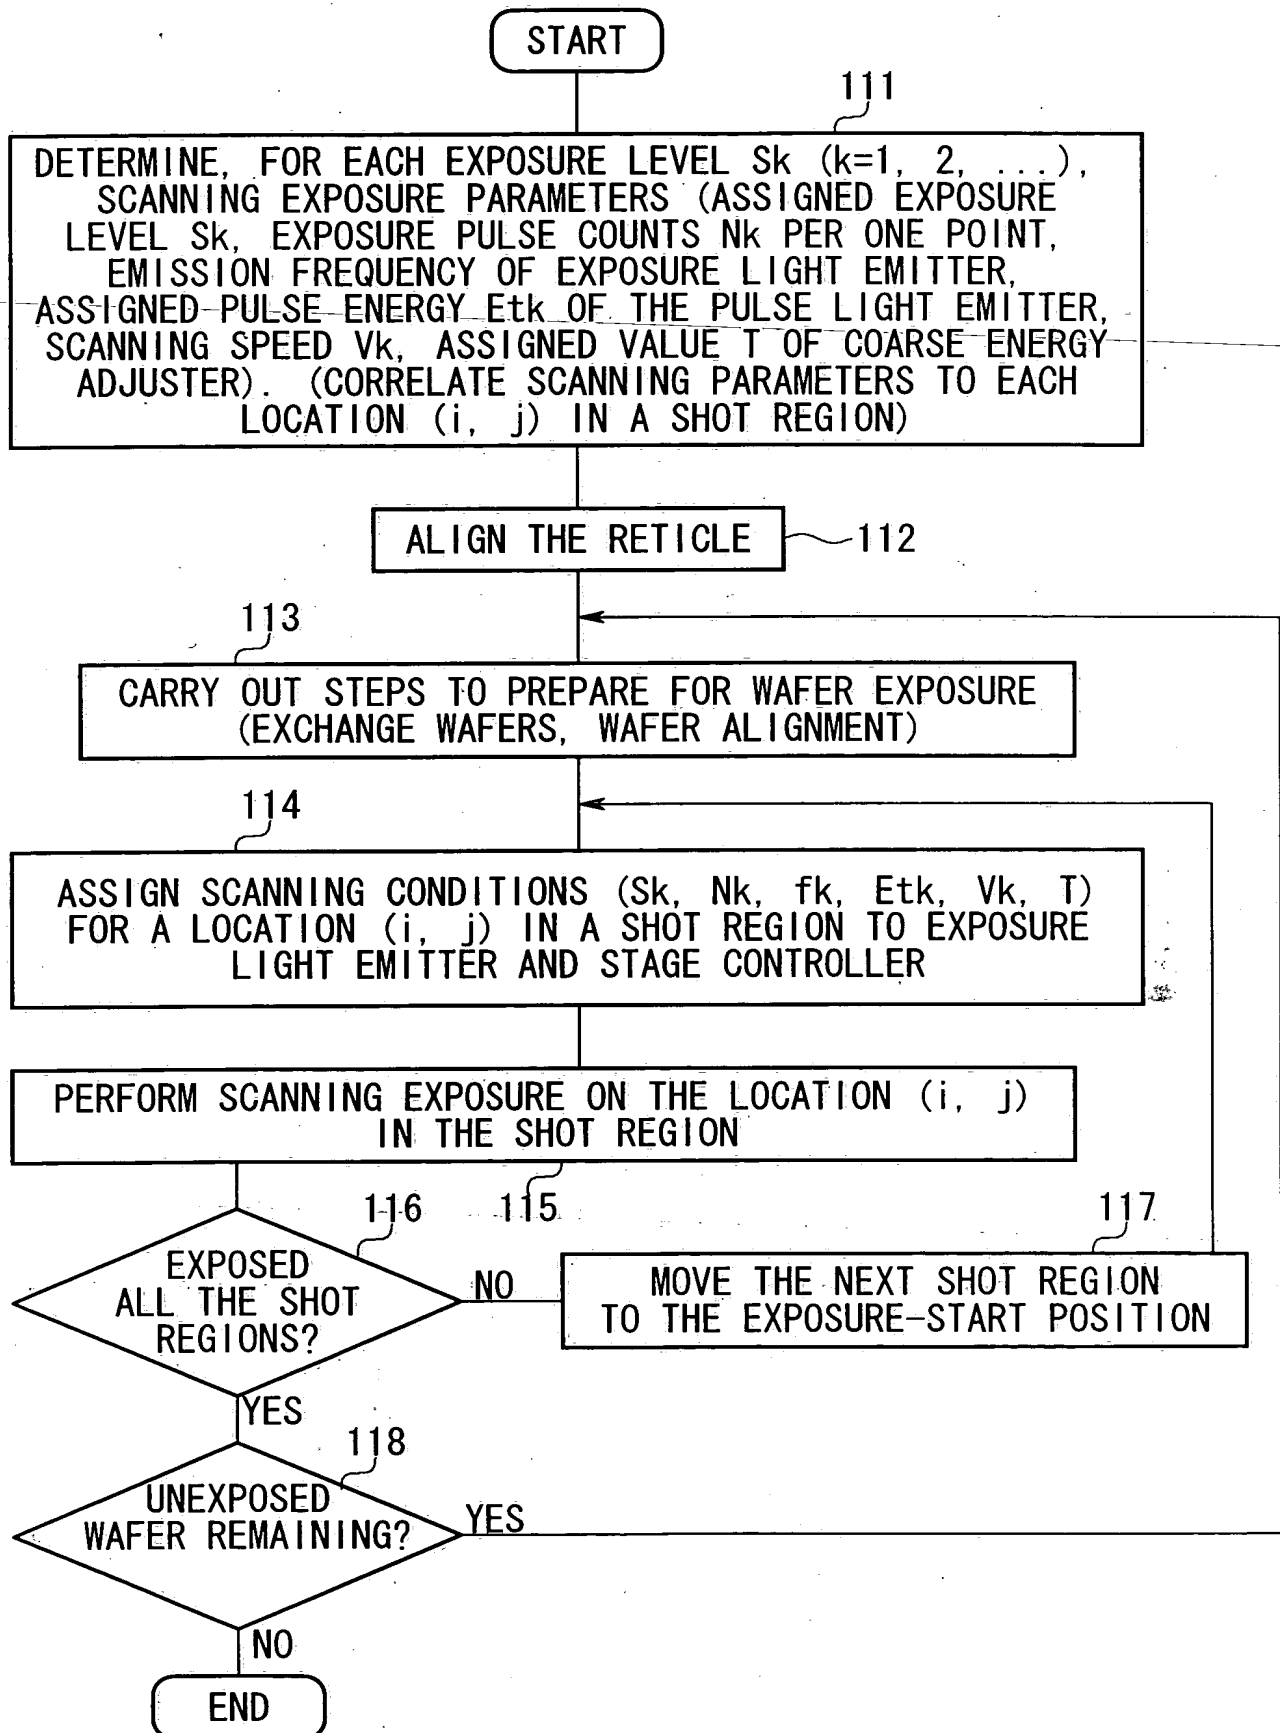 START
111
DETERMINE, FOR EACH EXPOSURE LEVEL Sk (k=1, 2, ...),
SCANNING EXPOSURE PARAMETERS (ASSIGNED EXPOSURE
LEVEL Sk, EXPOSURE PULSE COUNTS Nk PER ONE POINT,
EMISSION FREQUENCY OF EXPOSURE LIGHT EMITTER,
ASSIGNED PULSE ENERGY Etk OF THE PULSE LIGHT EMITTER,
SCANNING SPEED Vk, ASSIGNED VALUE T OF COARSE ENERGY
ADJUSTER). (CORRELATE SCANNING PARAMETERS TO EACH
LOCATION (i, j) IN A SHOT REGION)
ALIGN THE RETICLE
112
113
CARRY OUT STEPS TO PREPARE FOR WAFER EXPOSURE
(EXCHANGE WAFERS, WAFER ALIGNMENT)
114
ASSIGN SCANNING CONDITIONS (Sk, Nk, fk, Etk, Vk, T)
FOR A LOCATION (i, j) IN A SHOT REGION TO EXPOSURE
LIGHT EMITTER AND STAGE CONTROLLER
PERFORM SCANNING EXPOSURE ON THE LOCATION (i, j)
IN THE SHOT REGION
115
116
EXPOSED
ALL THE SHOT
REGIONS?
NO
117
MOVE THE NEXT SHOT REGION
TO THE EXPOSURE-START POSITION
YES
118
UNEXPOSED
WAFER REMAINING?
YES
NO
END